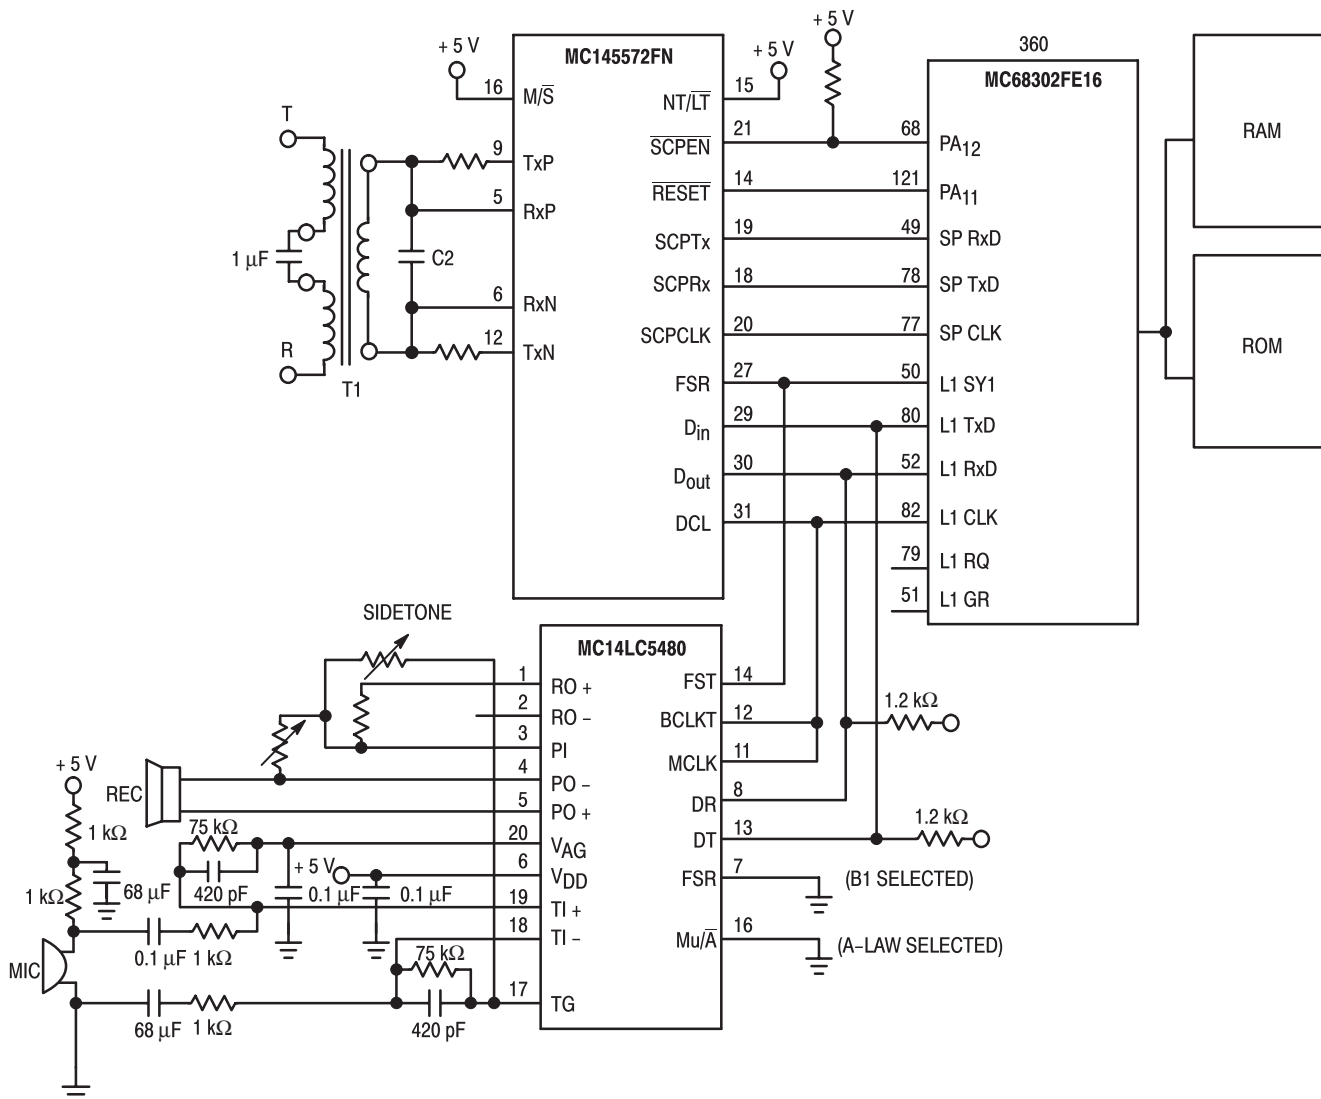 + 5 V
360
+ 5 V
MC145572FN
+ 5 V
MC68302FE16
16 M/S̅
NT/L̅T̅ 15
RAM
T
S̅C̅P̅E̅N̅ 21
68 PA12
9 TxP
R̅E̅S̅E̅T̅ 14
121 PA11
5 RxP
SCPTx 19
49 SP RxD
1 μF
C2
SCPRx 18
78 SP TxD
6 RxN
SCPCLK 20
77 SP CLK
ROM
R
12 TxN
T1
FSR 27
50 L1 SY1
Din 29
80 L1 TxD
Dout 30
52 L1 RxD
DCL 31
82 L1 CLK
79 L1 RQ
51 L1 GR
SIDETONE
MC14LC5480
1 RO +
FST 14
2 RO –
BCLKT 12
1.2 kΩ
3 PI
MCLK 11
+ 5 V
4 PO –
DR 8
REC
5 PO +
DT 13
1.2 kΩ
1 kΩ
75 kΩ
20 VAG
FSR 7
(B1 SELECTED)
+ 5 V
6 VDD
1 kΩ
68 μF
420 pF
0.1 μF
0.1 μF
19 TI +
18 TI –
Mu/A̅ 16
(A–LAW SELECTED)
MIC
0.1 μF
1 kΩ
75 kΩ
17 TG
68 μF
1 kΩ
420 pF